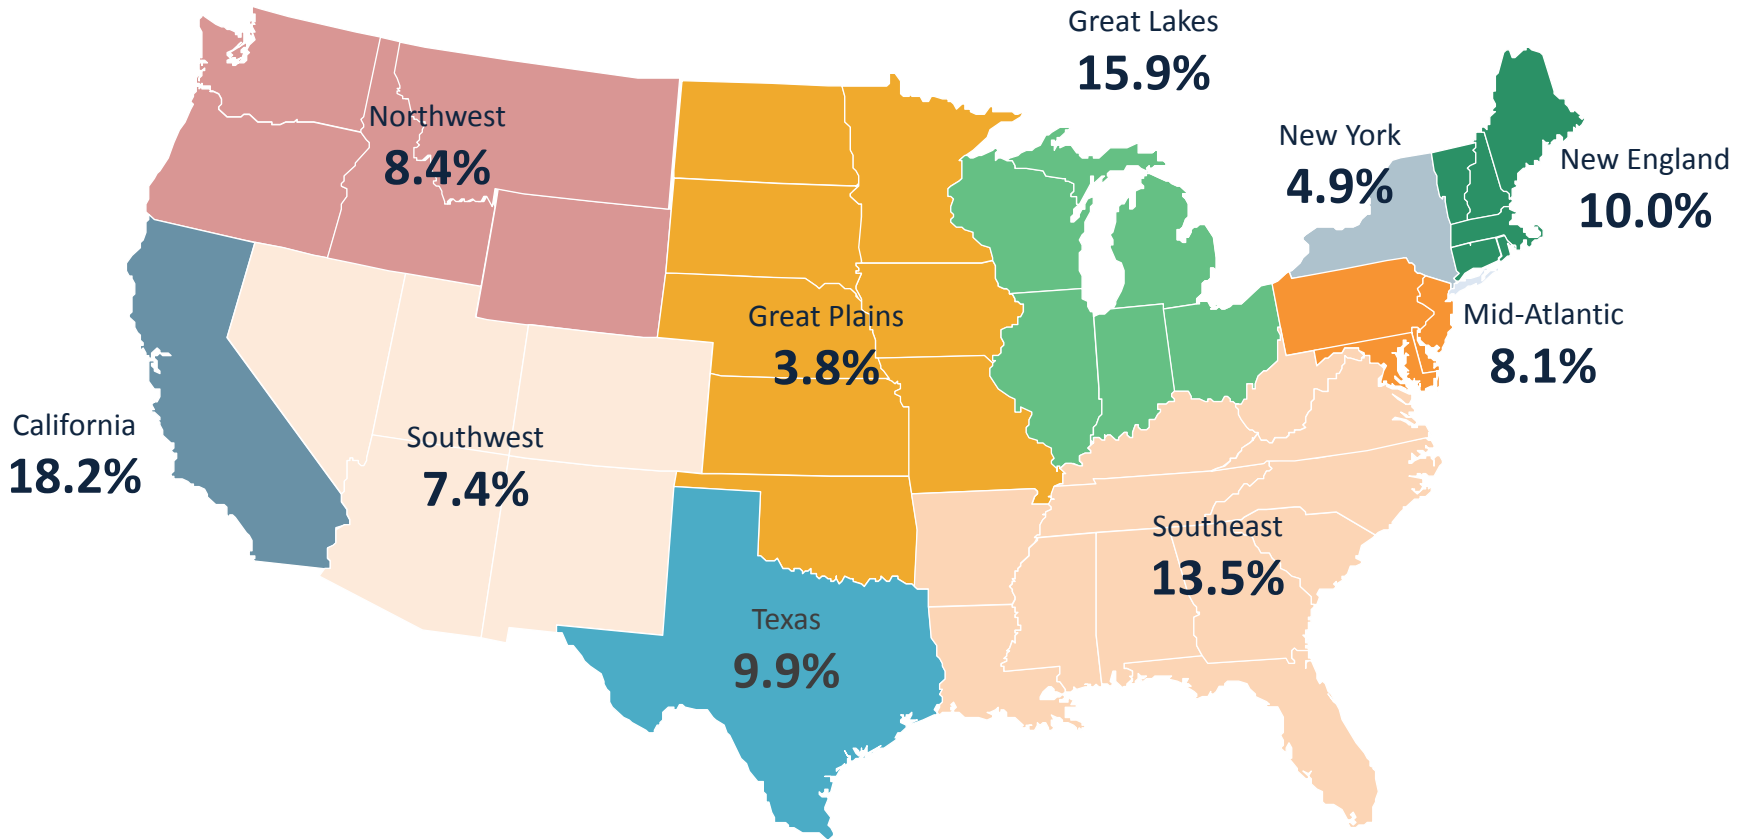 Great Lakes
15.9%
Northwest
8.4%
New York
4.9%
New England
10.0%
Great Plains
3.8%
Mid-Atlantic
8.1%
California
18.2%
Southwest
7.4%
Southeast
13.5%
Texas
9.9%